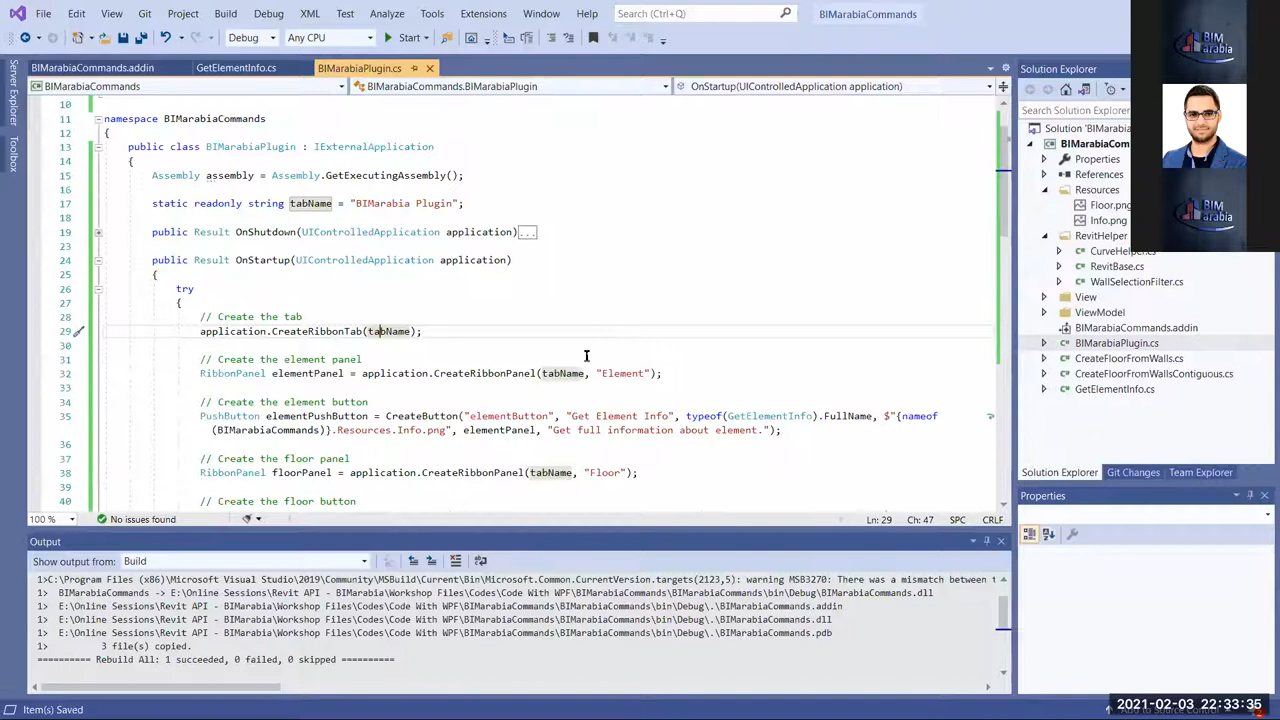 File Edit View Git Project Build Debug XML Test Analyze Tools Extensions Window Help Search (Ctrl+Q) BIMarabiaCommands
Debug Any CPU Start
BIMarabiaCommands.addin GetElementInfo.cs BIMarabiaPlugin.cs
BIMarabiaCommands BIMarabiaCommands.BIMarabiaPlugin OnStartup(UIControlledApplication application)
Server Explorer
Toolbox
10
11 namespace BIMarabiaCommands
12 {
13 public class BIMarabiaPlugin : IExternalApplication
14 {
15 Assembly assembly = Assembly.GetExecutingAssembly();
16
17 static readonly string tabName = "BIMarabia Plugin";
18
19 public Result OnShutdown(UIControlledApplication application)...
23
24 public Result OnStartup(UIControlledApplication application)
25 {
26 try
27 {
28 // Create the tab
29 application.CreateRibbonTab(tabName);
30
31 // Create the element panel
32 RibbonPanel elementPanel = application.CreateRibbonPanel(tabName, "Element");
33
34 // Create the element button
35 PushButton elementPushButton = CreateButton("elementButton", "Get Element Info", typeof(GetElementInfo).FullName, $"{nameof
(BIMarabiaCommands)}.Resources.Info.png", elementPanel, "Get full information about element.");
36
37 // Create the floor panel
38 RibbonPanel floorPanel = application.CreateRibbonPanel(tabName, "Floor");
39
40 // Create the floor button
100 % No issues found Ln: 29 Ch: 47 SPC CRLF
Output
Show output from: Build
1>C:\Program Files (x86)\Microsoft Visual Studio\2019\Community\MSBuild\Current\Bin\Microsoft.Common.CurrentVersion.targets(2123,5): warning MSB3270: There was a mismatch between t
1> BIMarabiaCommands -> E:\Online Sessions\Revit API - BIMarabia\Workshop Files\Codes\Code With WPF\BIMarabiaCommands\BIMarabiaCommands\bin\Debug\BIMarabiaCommands.dll
1> E:\Online Sessions\Revit API - BIMarabia\Workshop Files\Codes\Code With WPF\BIMarabiaCommands\BIMarabiaCommands\bin\Debug\.\BIMarabiaCommands.addin
1> E:\Online Sessions\Revit API - BIMarabia\Workshop Files\Codes\Code With WPF\BIMarabiaCommands\BIMarabiaCommands\bin\Debug\.\BIMarabiaCommands.dll
1> E:\Online Sessions\Revit API - BIMarabia\Workshop Files\Codes\Code With WPF\BIMarabiaCommands\BIMarabiaCommands\bin\Debug\.\BIMarabiaCommands.pdb
1> 3 file(s) copied.
========== Rebuild All: 1 succeeded, 0 failed, 0 skipped ==========
Item(s) Saved
BIM
arabia
BIM
arabia
Solution Explorer
Search Solution Explorer
Solution 'BIMarabia
BIMarabiaCom
Properties
References
Resources
Floor.png
Info.png
RevitHelper
CurveHelper.cs
RevitBase.cs
WallSelectionFilter.cs
View
ViewModel
BIMarabiaCommands.addin
BIMarabiaPlugin.cs
CreateFloorFromWalls.cs
CreateFloorFromWallsContiguous.cs
GetElementInfo.cs
Solution Explorer Git Changes Team Explorer
Properties
2021-02-03 22:33:35